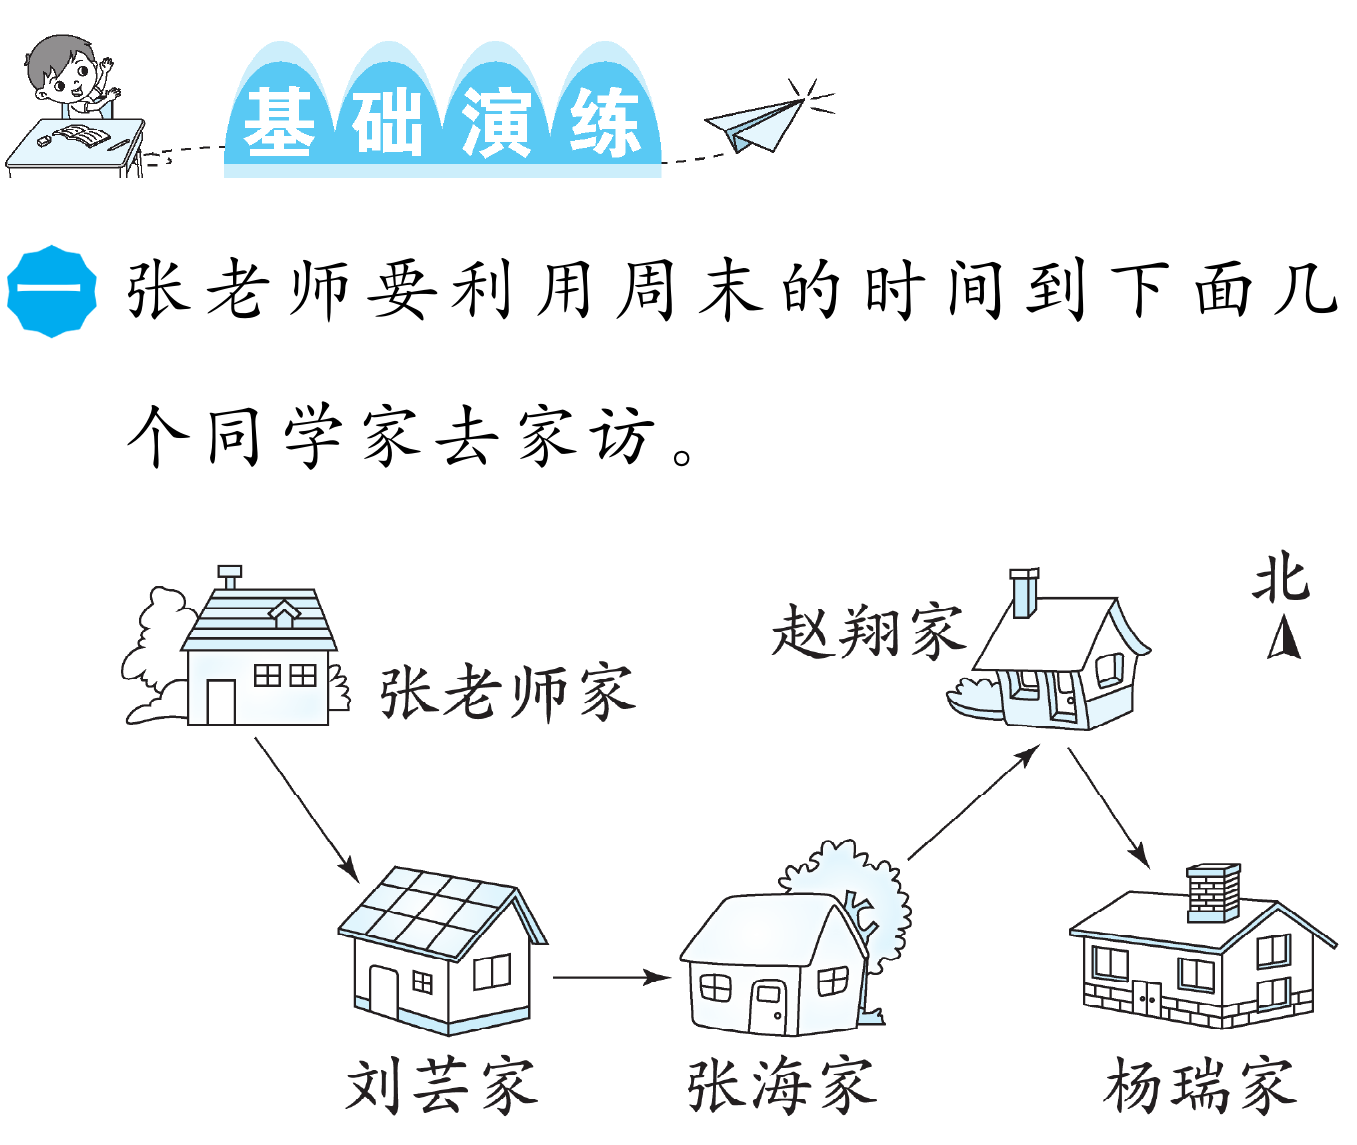 基础演练
一 张老师要利用周末的时间到下面几
个同学家去家访。
北
赵翔家
张老师家
刘芸家 张海家 杨瑞家